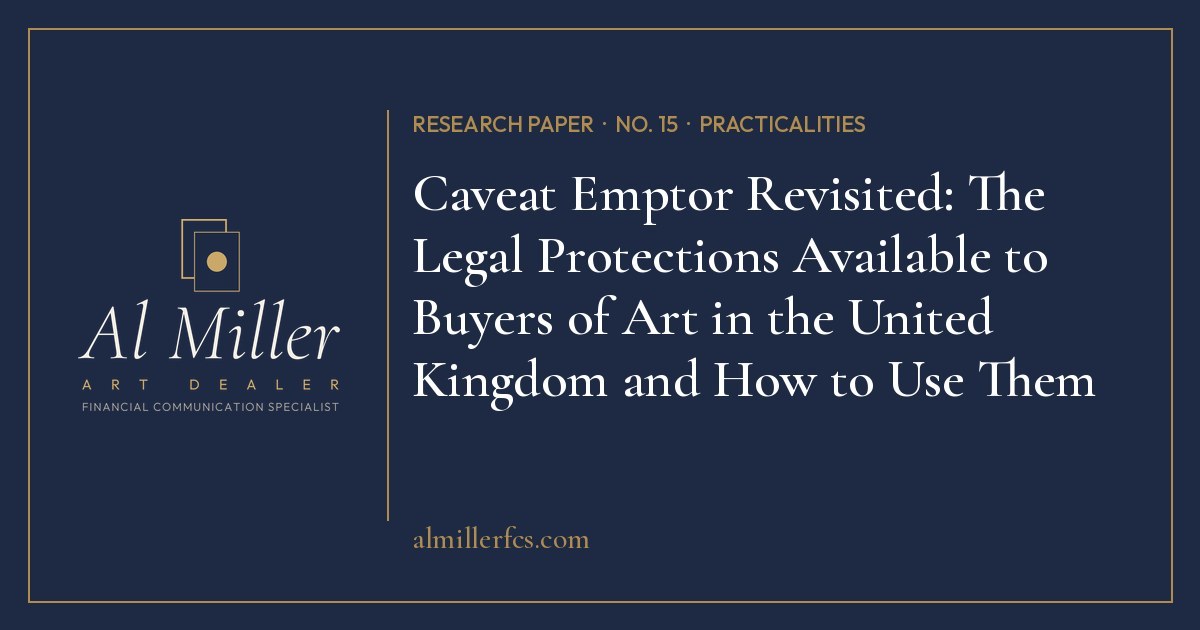 Al Miller
ART DEALER
FINANCIAL COMMUNICATION SPECIALIST
RESEARCH PAPER · NO. 15 · PRACTICALITIES
Caveat Emptor Revisited: The
Legal Protections Available to
Buyers of Art in the United
Kingdom and How to Use Them
almillerfcs.com